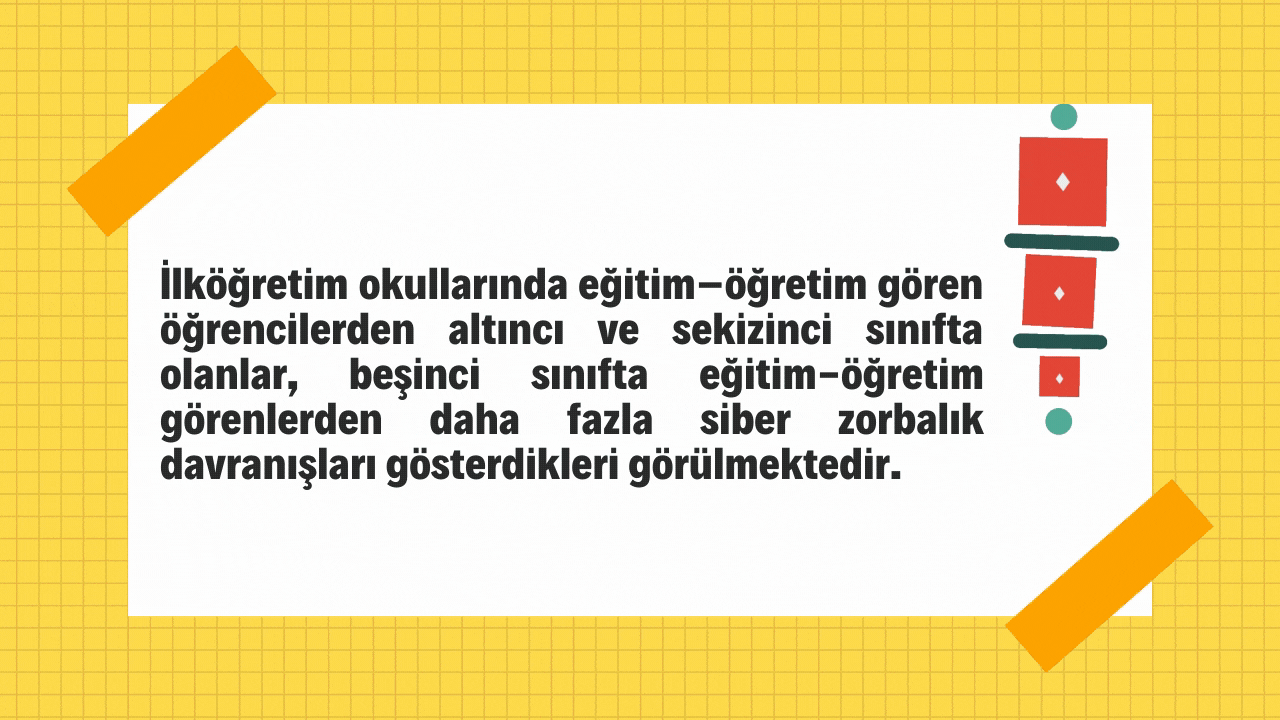 İlköğretim okullarında eğitim–öğretim gören
öğrencilerden altıncı ve sekizinci sınıfta
olanlar, beşinci sınıfta eğitim–öğretim
görenlerden daha fazla siber zorbalık
davranışları gösterdikleri görülmektedir.